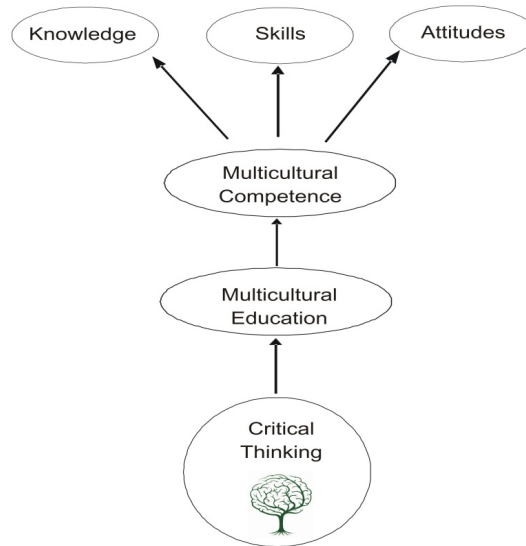 Knowledge
Skills
Attitudes
Multicultural
Competence
Multicultural
Education
Critical
Thinking